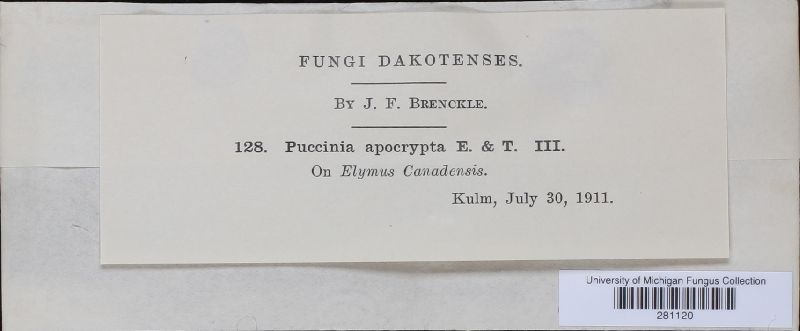 FUNGI DAKOTENSES.
BY J. F. BRENCKLE.
128. Puccinia apocrypta E. & T. III.
On Elymus Canadensis.
Kulm, July 30, 1911.
University of Michigan Fungus Collection
281120